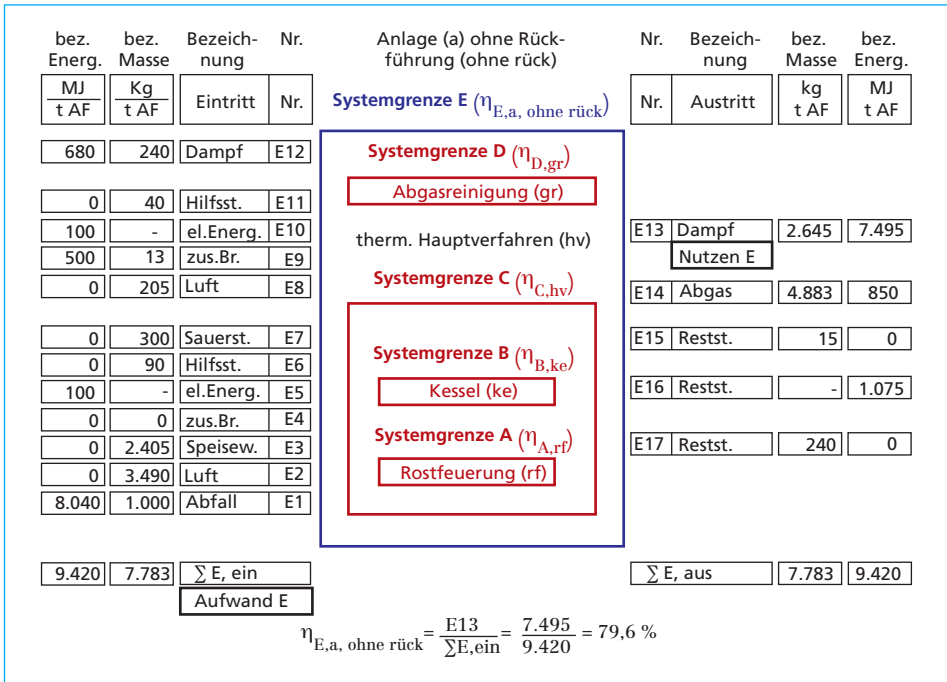 bez. bez. Bezeich- Nr. Anlage (a) ohne Rück- Nr. Bezeich- bez. bez.
Energ. Masse nung führung (ohne rück) nung Masse Energ.
MJ Kg kg MJ
t AF t AF Eintritt Nr. Systemgrenze E (η E,a, ohne rück) Nr. Austritt t AF t AF
680 240 Dampf E12 Systemgrenze D (η D,gr)
Abgasreinigung (gr)
0 40 Hilfsst. E11
100 - el.Energ. E10 therm. Hauptverfahren (hv) E13 Dampf 2.645 7.495
500 13 zus.Br. E9 Nutzen E
0 205 Luft E8 Systemgrenze C (η C,hv) E14 Abgas 4.883 850
0 300 Sauerst. E7 E15 Restst. 15 0
0 90 Hilfsst. E6 Systemgrenze B (η B,ke)
100 - el.Energ. E5 Kessel (ke) E16 Restst. - 1.075
0 0 zus.Br. E4
0 2.405 Speisew. E3 Systemgrenze A (η A,rf) E17 Restst. 240 0
0 3.490 Luft E2 Rostfeuerung (rf)
8.040 1.000 Abfall E1
9.420 7.783 ∑ E, ein ∑ E, aus 7.783 9.420
Aufwand E
η E,a, ohne rück = E13 / ∑E,ein = 7.495 / 9.420 = 79,6 %